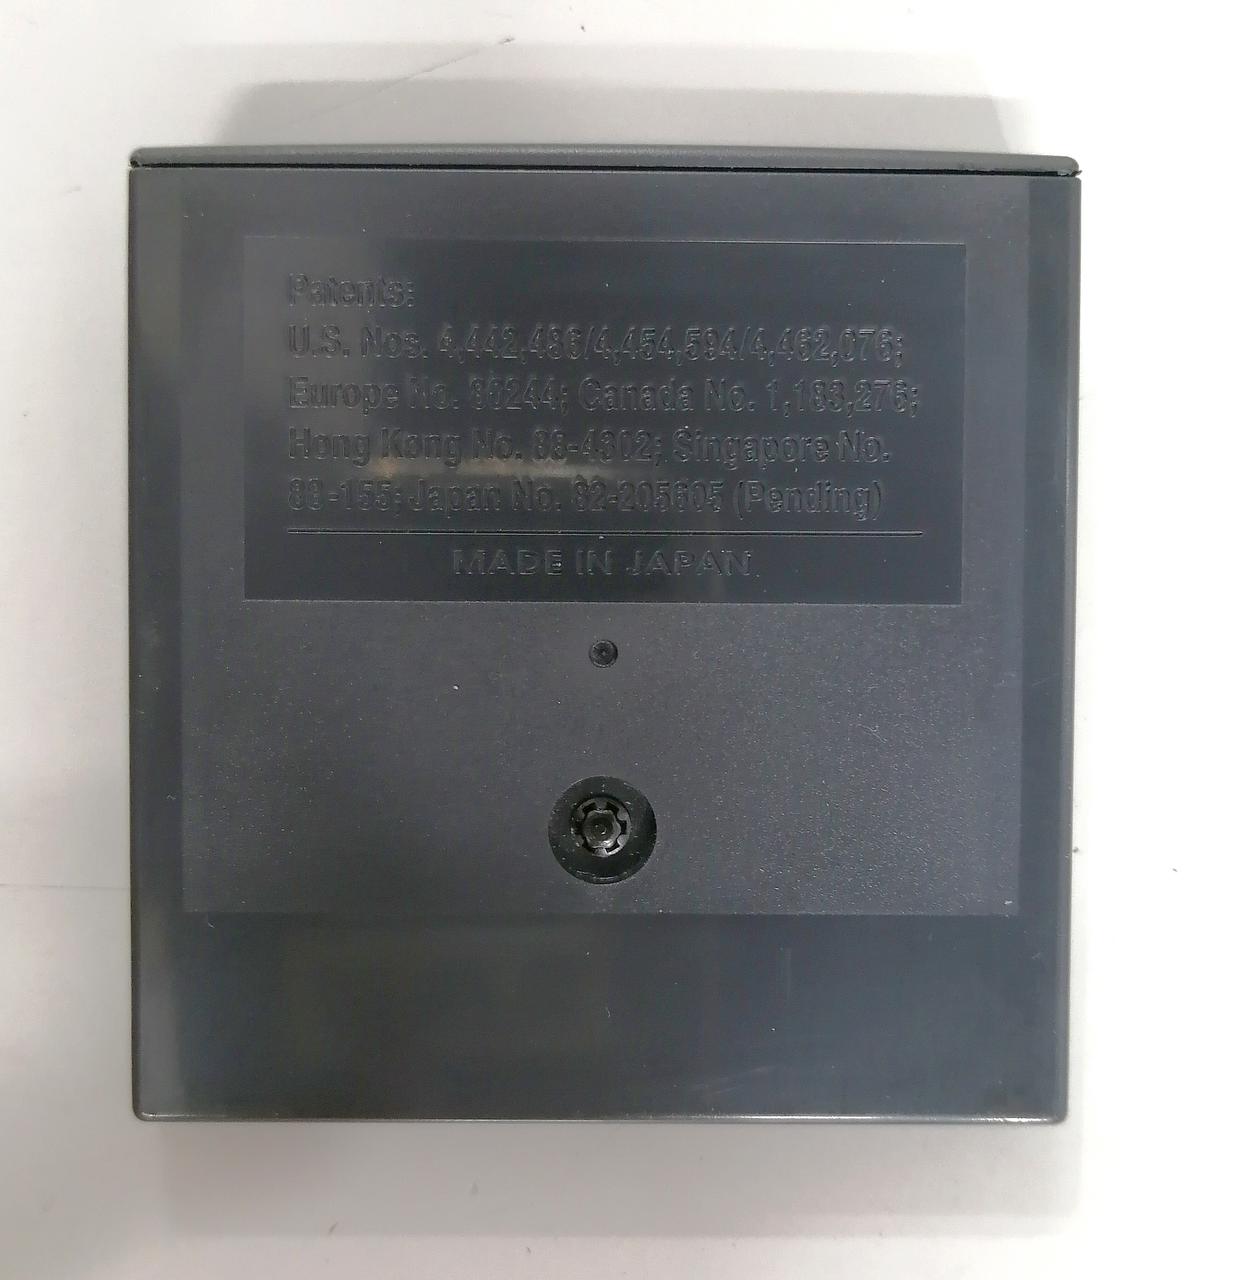 Patents:
U.S. Nos. 4,442,486/4,454,594/4,462,076;
Europe No. 83244; Canada No. 1,183,276;
Hong Kong No. 88-4302; Singapore No.
88-155; Japan No. 82-205605 (Pending)
MADE IN JAPAN